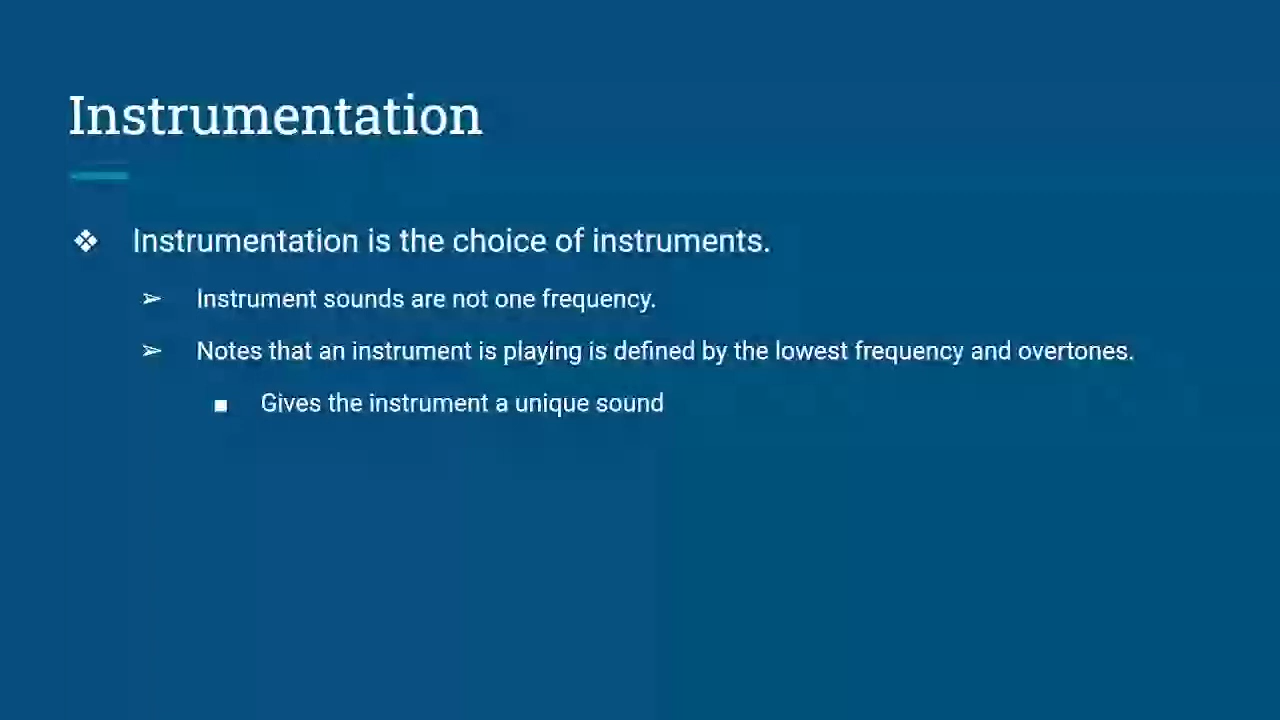 Instrumentation
❖ Instrumentation is the choice of instruments.
➢ Instrument sounds are not one frequency.
➢ Notes that an instrument is playing is defined by the lowest frequency and overtones.
■ Gives the instrument a unique sound